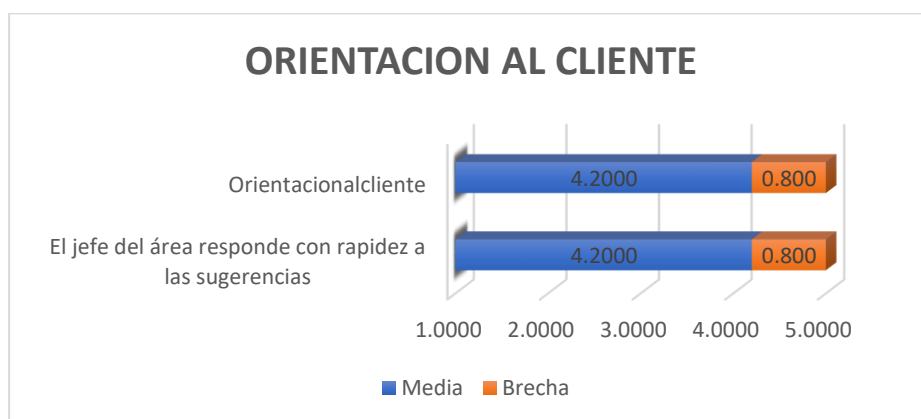 ORIENTACION AL CLIENTE
Orientacionalcliente
4.2000 0.800
El jefe del área responde con rapidez a
las sugerencias
4.2000 0.800
1.0000 2.0000 3.0000 4.0000 5.0000
Media Brecha